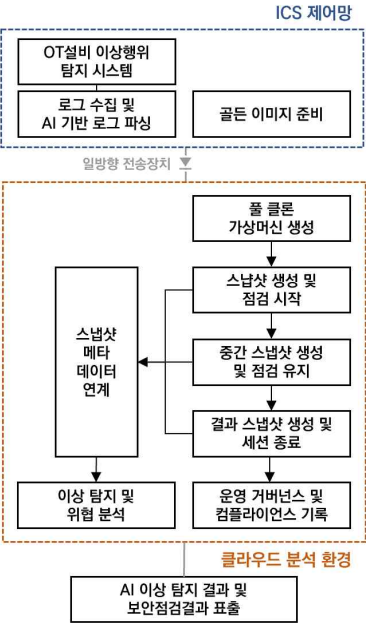 ICS 제어망
OT설비 이상행위
탐지 시스템
로그 수집 및
AI 기반 로그 파싱
골든 이미지 준비
일방향 전송장치
풀 클론
가상머신 생성
스냡샷 생성 및
점검 시작
스냅샷
메타
데이터
연계
중간 스냅샷 생성
및 점검 유지
결과 스냅샷 생성 및
세션 종료
이상 탐지 및
위협 분석
운영 거버넌스 및
컴플라이언스 기록
클라우드 분석 환경
AI 이상 탐지 결과 및
보안점검결과 표출